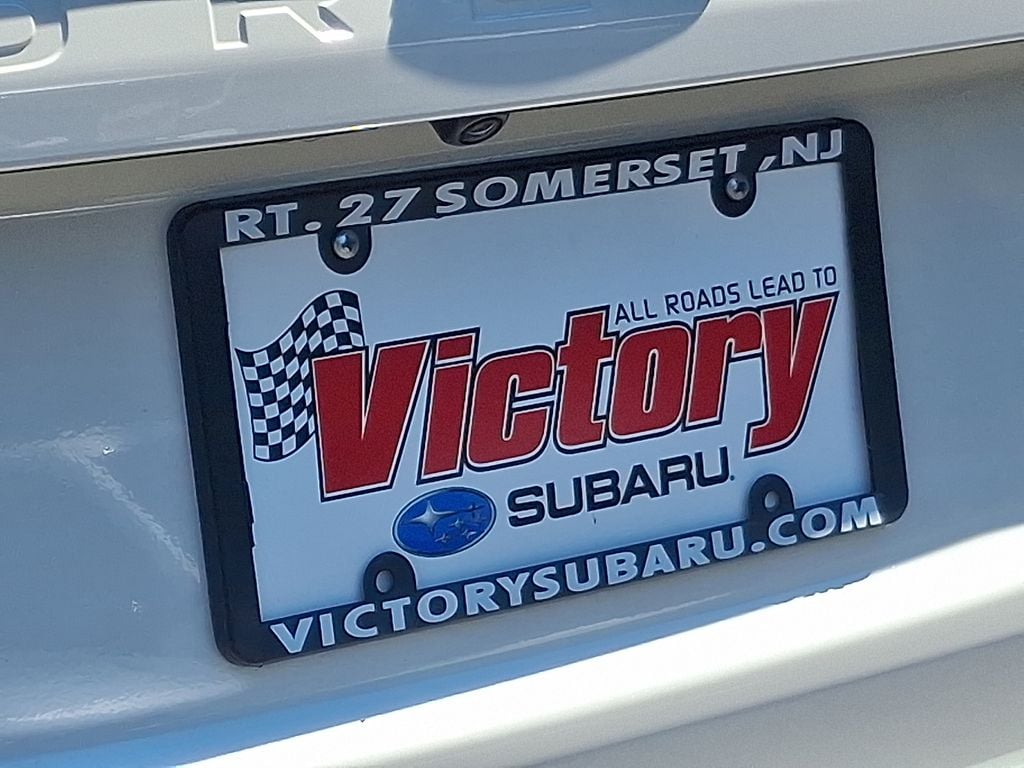 RT. 27 SOMERSET, NJ
ALL ROADS LEAD TO
Victory
SUBARU.
VICTORYSUBARU.COM